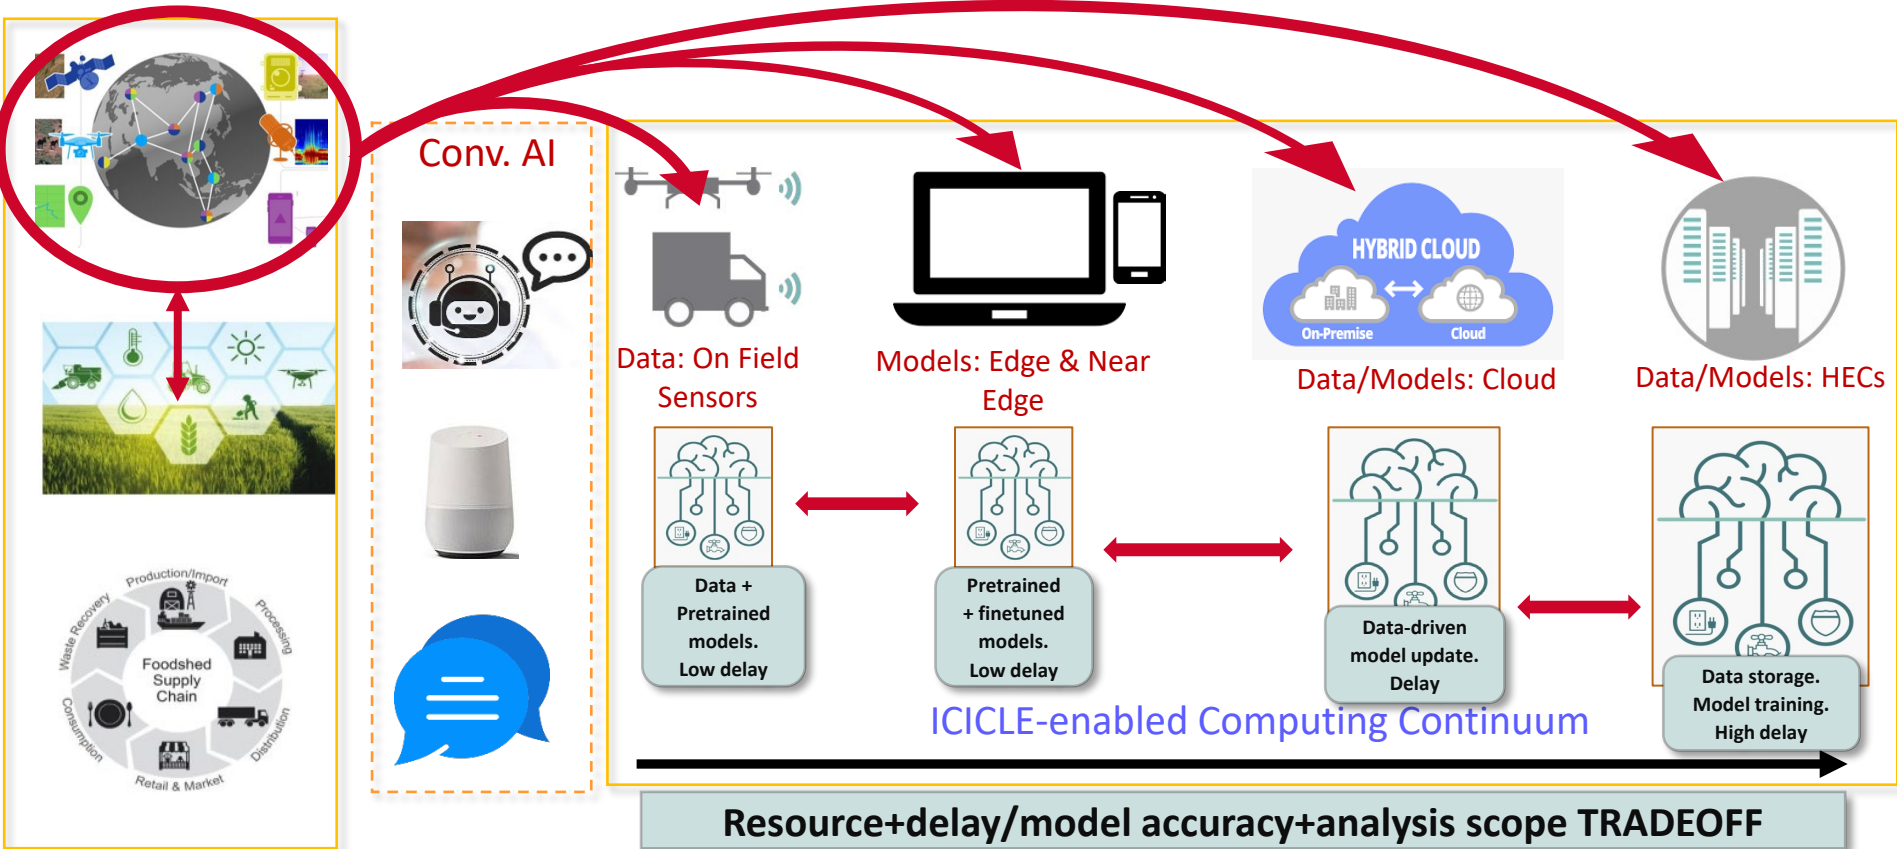 Conv. AI
Production/Import
Processing
Distribution
Retail & Market
Consumption
Waste Recovery
Foodshed
Supply
Chain
HYBRID CLOUD
On-Premise
Cloud
Data: On Field
Sensors
Models: Edge & Near
Edge
Data/Models: Cloud
Data/Models: HECs
Data +
Pretrained
models.
Low delay
Pretrained
+ finetuned
models.
Low delay
Data-driven
model update.
Delay
Data storage.
Model training.
High delay
ICICLE-enabled Computing Continuum
Resource+delay/model accuracy+analysis scope TRADEOFF